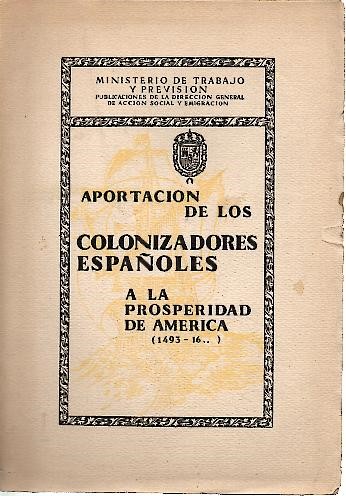 MINISTERIO DE TRABAJO
Y PREVISION
PUBLICACIONES DE LA DIRECCION GENERAL
DE ACCION SOCIAL Y EMIGRACION
APORTACION
DE LOS
COLONIZADORES
ESPAÑOLES
A LA
PROSPERIDAD
DE AMERICA
(1493-16..)